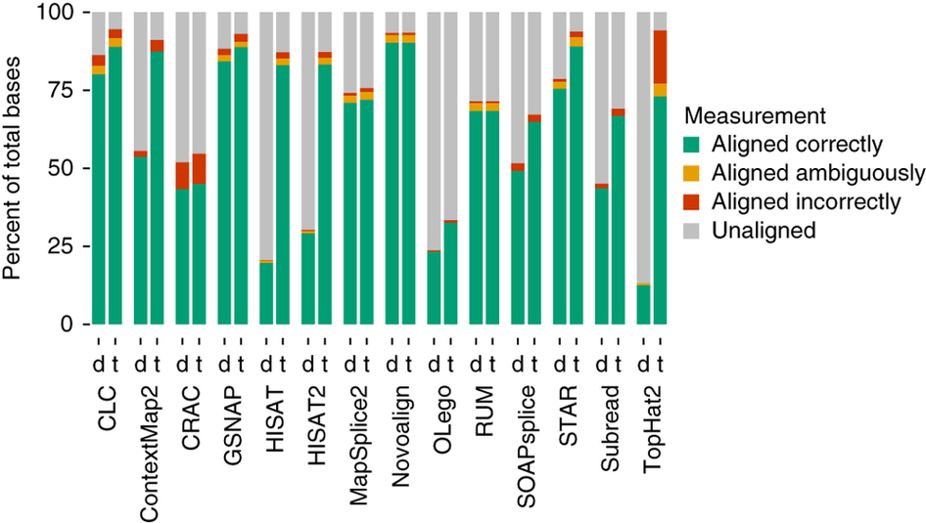 100
75
50
25
0
Percent of total bases
Measurement
Aligned correctly
Aligned ambiguously
Aligned incorrectly
Unaligned
d t d t d t d t d t d t d t d t d t d t d t d t d t d t
CLC
ContextMap2
CRAC
GSNAP
HISAT
HISAT2
MapSplice2
Novoalign
OLego
RUM
SOAPsplice
STAR
Subread
TopHat2